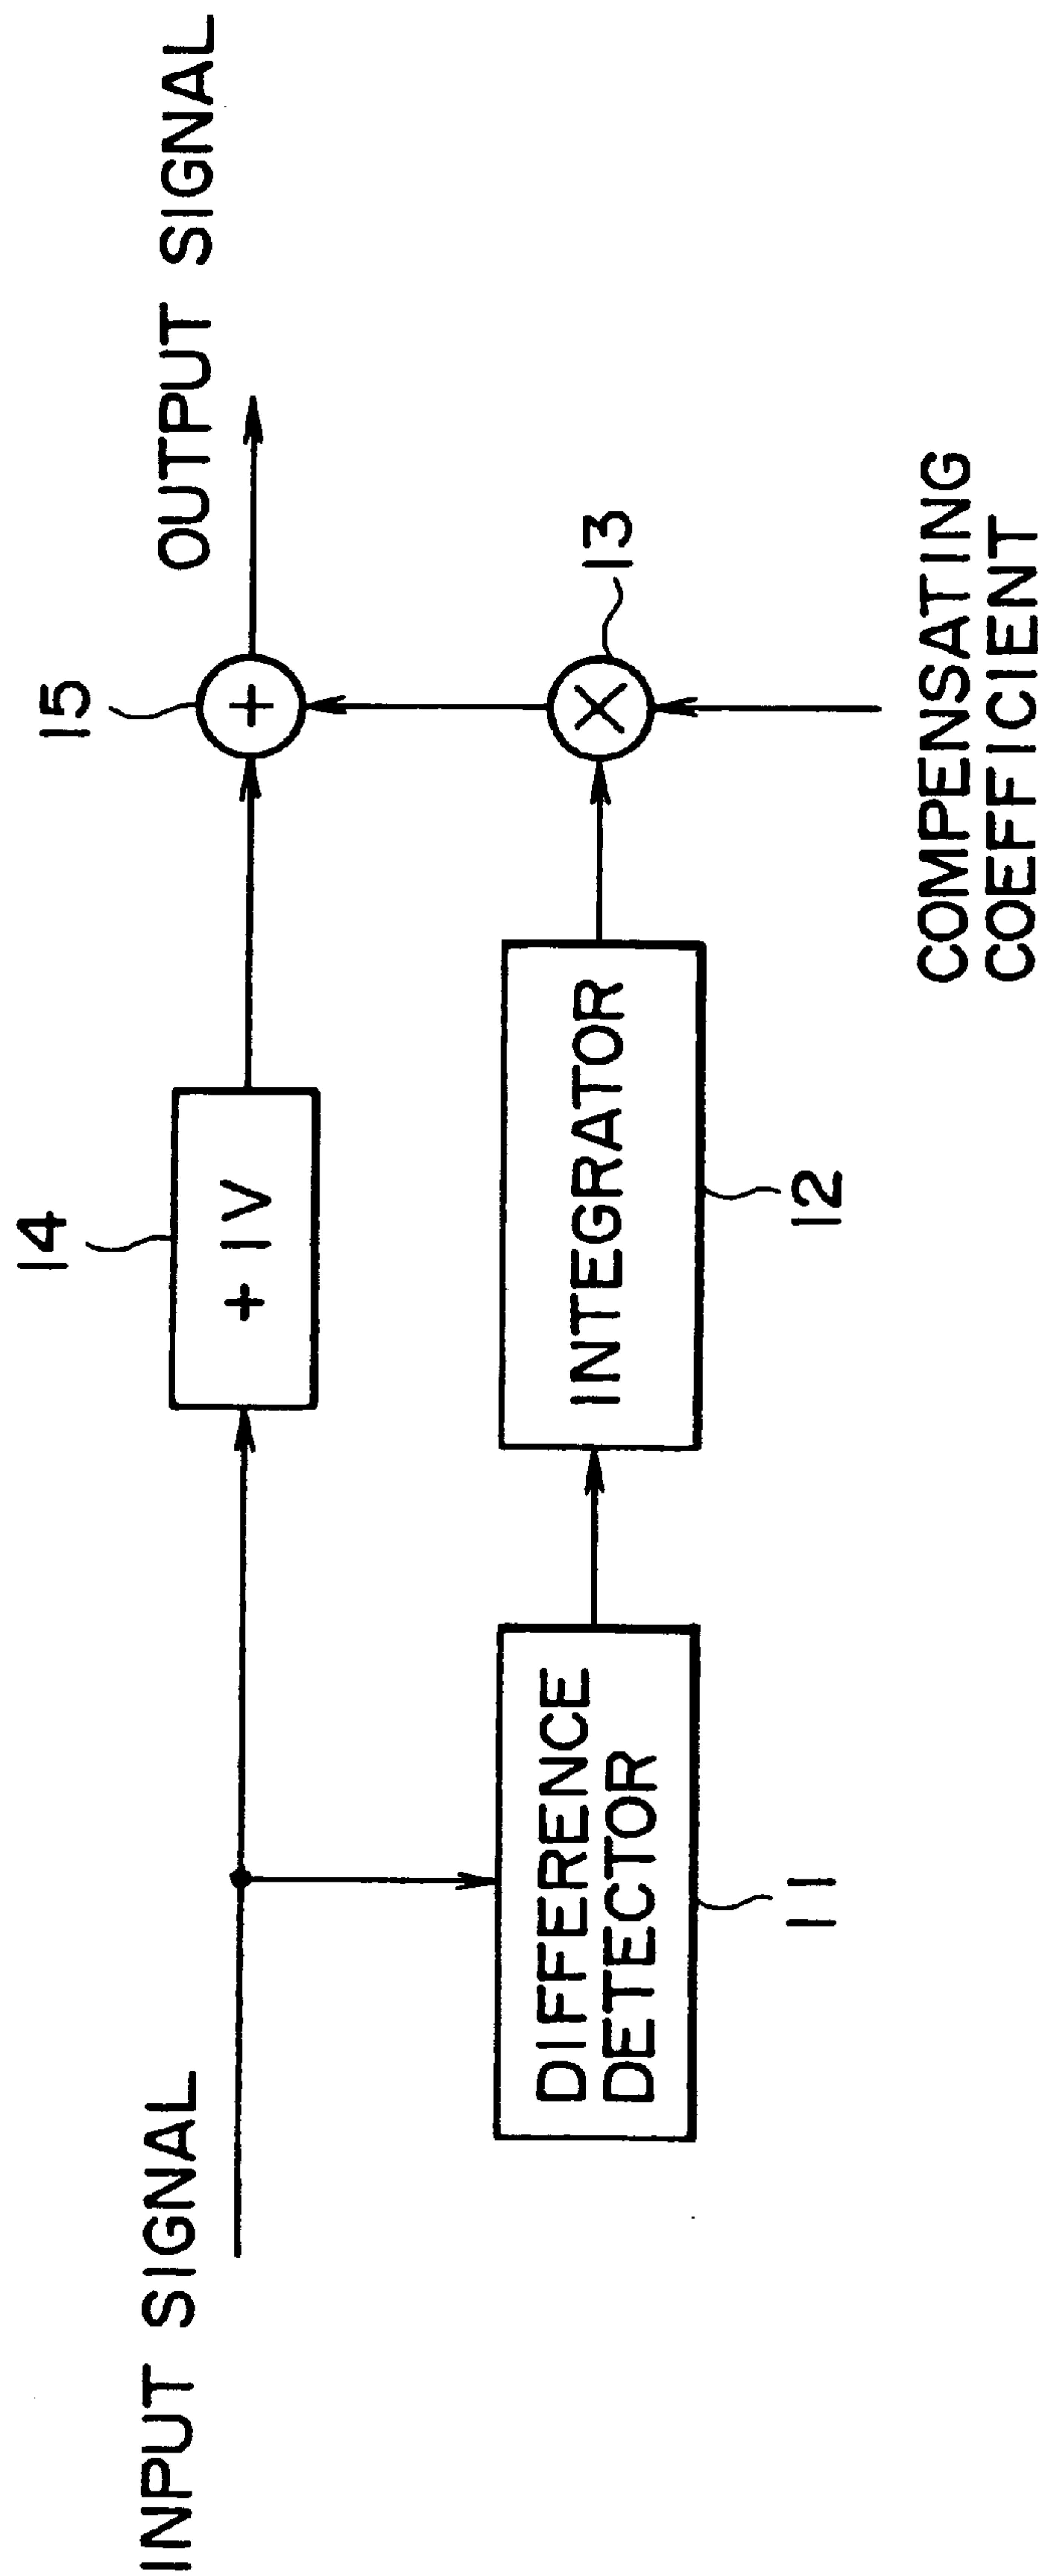 INPUT SIGNAL
OUTPUT SIGNAL
14
15
+ 1V
DIFFERENCE
DETECTOR
INTEGRATOR
11
12
13
COMPENSATING
COEFFICIENT
+
×